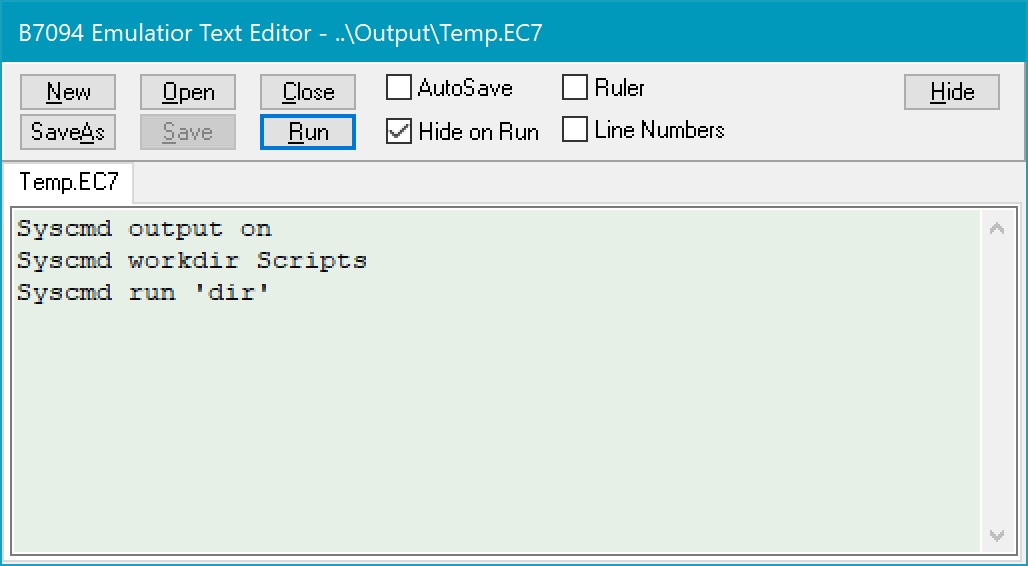 B7094 Emulatior Text Editor - ..\Output\Temp.EC7
New Open Close AutoSave Ruler Hide
SaveAs Save Run Hide on Run Line Numbers
Temp.EC7
Syscmd output on
Syscmd workdir Scripts
Syscmd run 'dir'